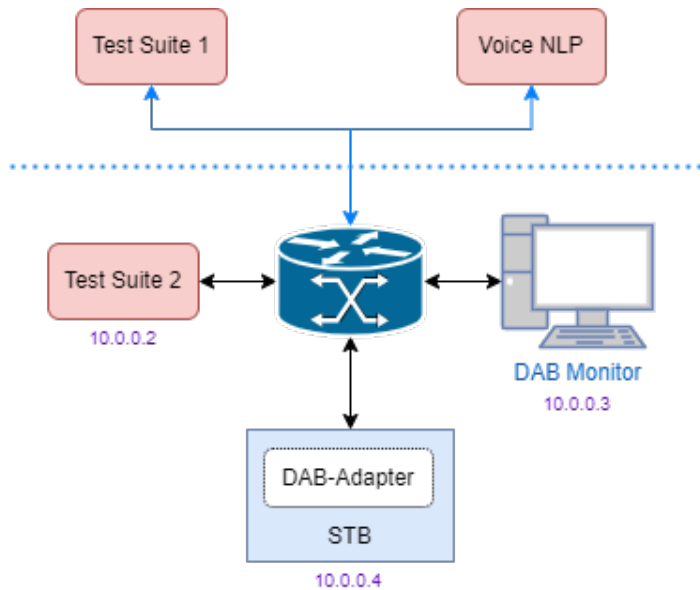 Test Suite 1
Voice NLP
Test Suite 2
10.0.0.2
DAB Monitor
10.0.0.3
DAB-Adapter
STB
10.0.0.4